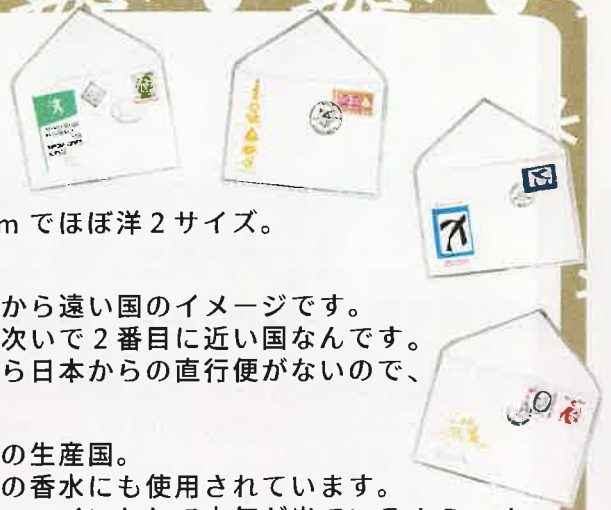 m でほぼ洋2サイズ。
から遠い国のイメージです。
次いで2番目に近い国なんです。
ら日本からの直行便がないので、
の生産国。
の香水にも使用されています。